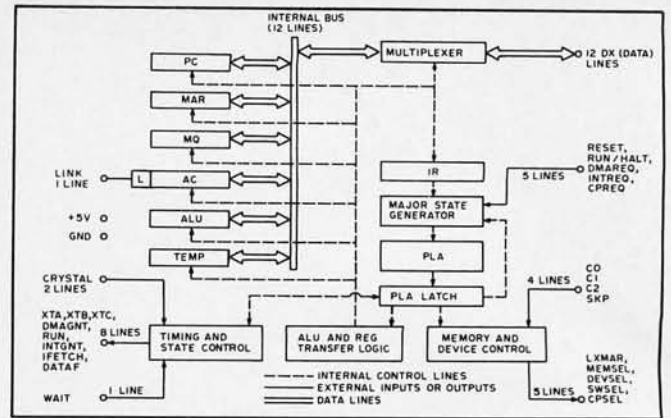 INTERNAL BUS
(12 LINES)
PC
MULTIPLEXER
12 DX (DATA)
LINES
MAR
MQ
LINK
1 LINE
L
AC
IR
5 LINES
RESET,
RUN/HALT,
DMAREQ,
INTREQ,
CPREQ
+5V
GND
ALU
MAJOR STATE
GENERATOR
TEMP
PLA
CRYSTAL
2 LINES
PLA LATCH
4 LINES
C0
C1
C2
SKP
XTA,XTB,XTC,
DMAGNT,
RUN,
INTGNT,
IFETCH,
DATAF
8 LINES
TIMING AND
STATE CONTROL
ALU AND REG
TRANSFER LOGIC
MEMORY AND
DEVICE CONTROL
WAIT
1 LINE
5 LINES
LXMAR,
MEMSEL,
DEVSEL,
SWSEL,
CPSEL
INTERNAL CONTROL LINES
EXTERNAL INPUTS OR OUTPUTS
DATA LINES